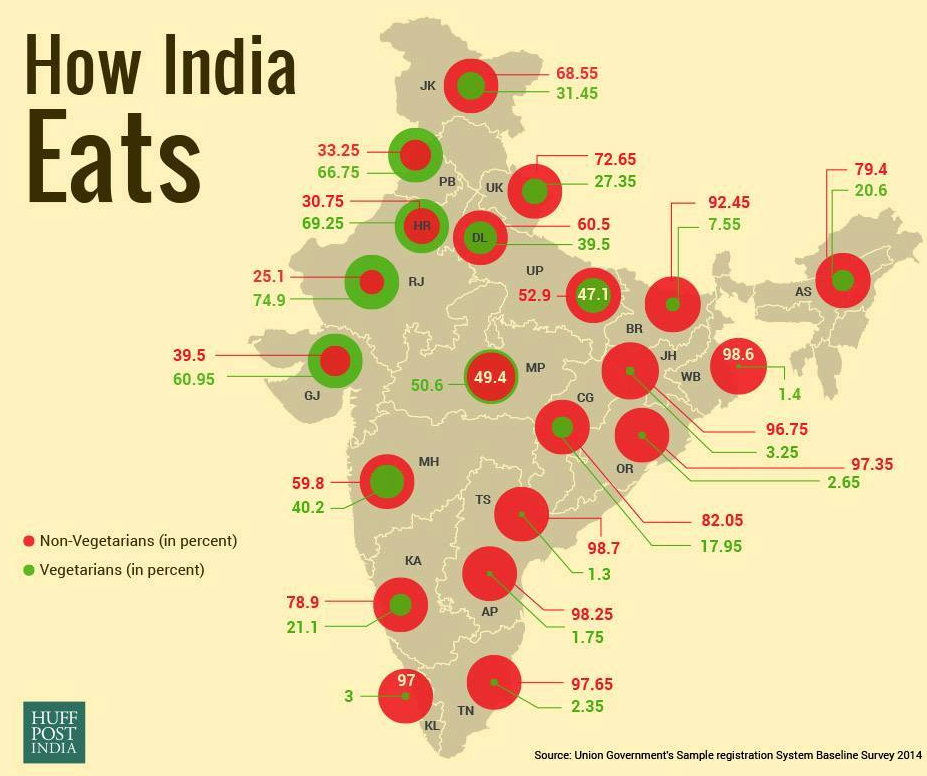 How India
Eats
JK
68.55
31.45
33.25
66.75
PB
UK
72.65
27.35
79.4
20.6
30.75
69.25
HR
DL
60.5
39.5
92.45
7.55
25.1
74.9
RJ
UP
52.9
47.1
BR
AS
39.5
60.95
GJ
50.6
49.4
MP
JH
WB
98.6
1.4
CG
96.75
3.25
OR
97.35
2.65
MH
59.8
40.2
TS
82.05
17.95
98.7
1.3
Non-Vegetarians (in percent)
Vegetarians (in percent)
KA
78.9
21.1
AP
98.25
1.75
97
3
KL
TN
97.65
2.35
HUFF
POST
INDIA
Source: Union Government's Sample registration System Baseline Survey 2014